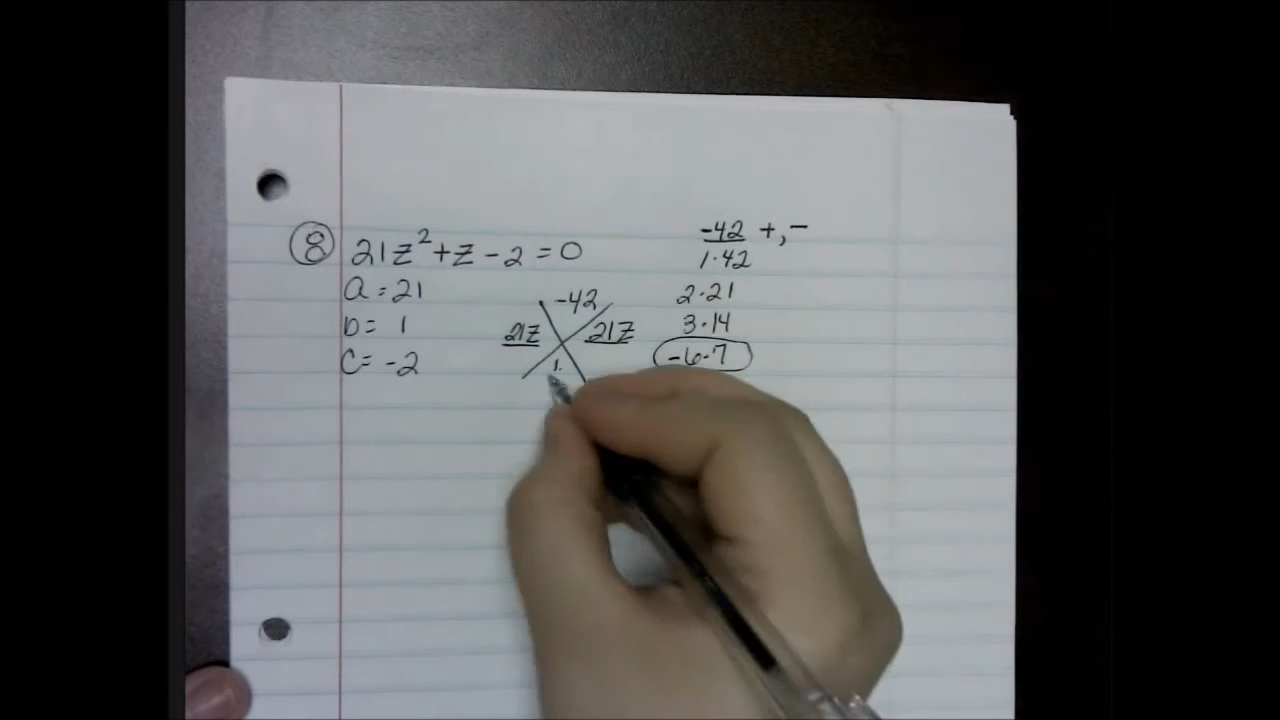 8 21z² + z - 2 = 0
a = 21
b = 1
c = -2
-42
21z 21z
1
-42 +, -
1·42
2·21
3·14
-6·7